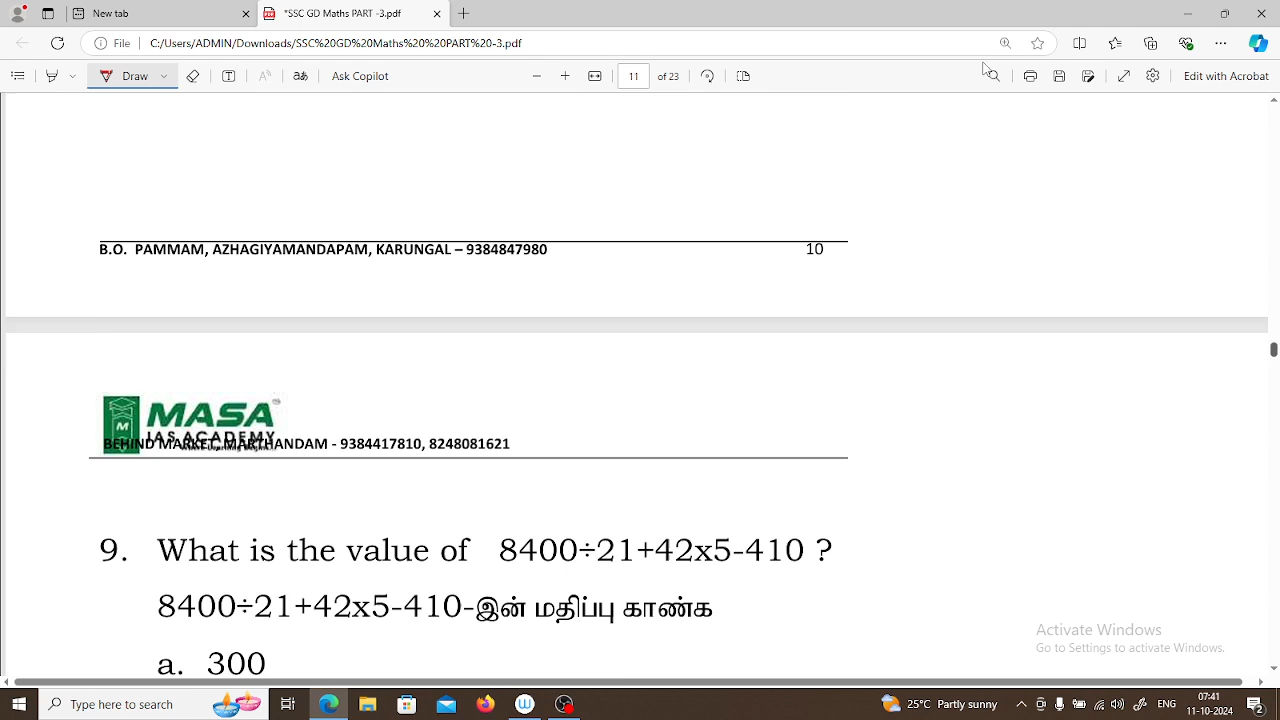 New tab
*SSC GD Maths PART -3.pdf
File
C:/Users/ADMIN/Downloads/SSC%20GD%20Maths%20%20PART%20-3.pdf
Draw
Ask Copilot
11 of 23
Edit with Acrobat
B.O. PAMMAM, AZHAGIYAMANDAPAM, KARUNGAL – 9384847980 10
MASA
IAS ACADEMY
BEHIND MARKET, MARTHANDAM - 9384417810, 8248081621
9. What is the value of 8400÷21+42x5-410 ?
8400÷21+42x5-410-இன் மதிப்பு காண்க
a. 300
Activate Windows
Go to Settings to activate Windows.
Type here to search
25°C Partly sunny
07:41
11-10-2024